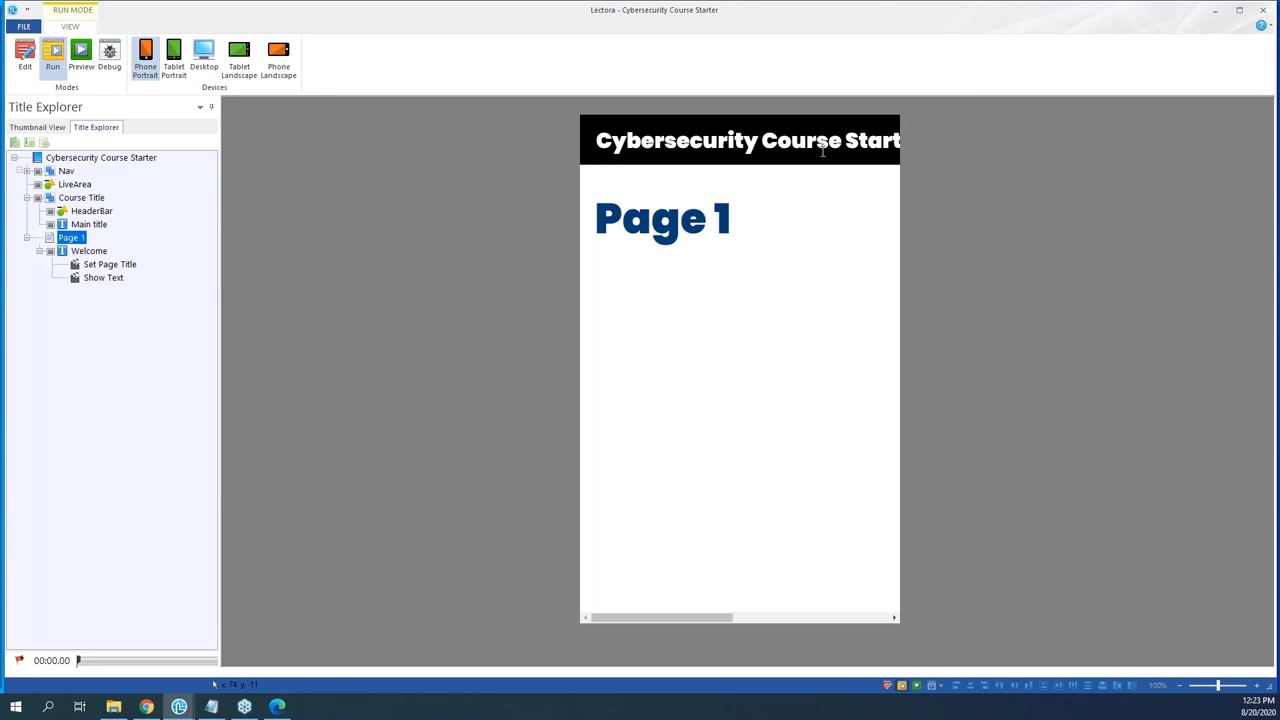 RUN MODE
Lectora - Cybersecurity Course Starter
FILE
VIEW
Edit
Run
Preview
Debug
Phone Portrait
Tablet Portrait
Desktop
Tablet Landscape
Phone Landscape
Modes
Devices
Title Explorer
Thumbnail View
Title Explorer
Cybersecurity Course Starter
Nav
LiveArea
Course Title
HeaderBar
Main title
Page 1
Welcome
Set Page Title
Show Text
Cybersecurity Course Start
Page 1
00:00.00
x: 74 y: -11
100%
12:23 PM
8/20/2020